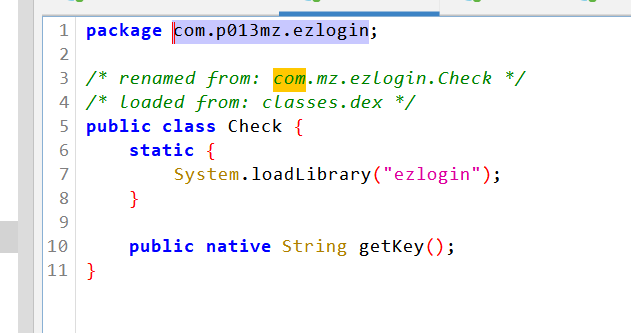 1 package com.p013mz.ezlogin;
2
3 /* renamed from: com.mz.ezlogin.Check */
4 /* loaded from: classes.dex */
5 public class Check {
6 static {
7 System.loadLibrary("ezlogin");
8 }
9
10 public native String getKey();
11 }